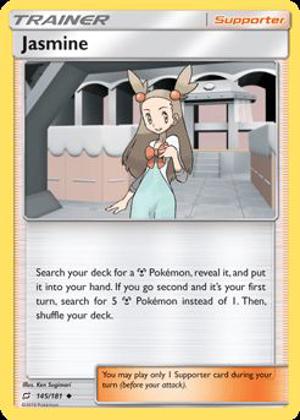 TRAINER Supporter
Jasmine
Search your deck for a Pokémon, reveal it, and put
it into your hand. If you go second and it's your first
turn, search for 5 Pokémon instead of 1. Then,
shuffle your deck.
Illus. Ken Sugimori
145/181
©2019 Pokémon
You may play only 1 Supporter card during your
turn (before your attack).